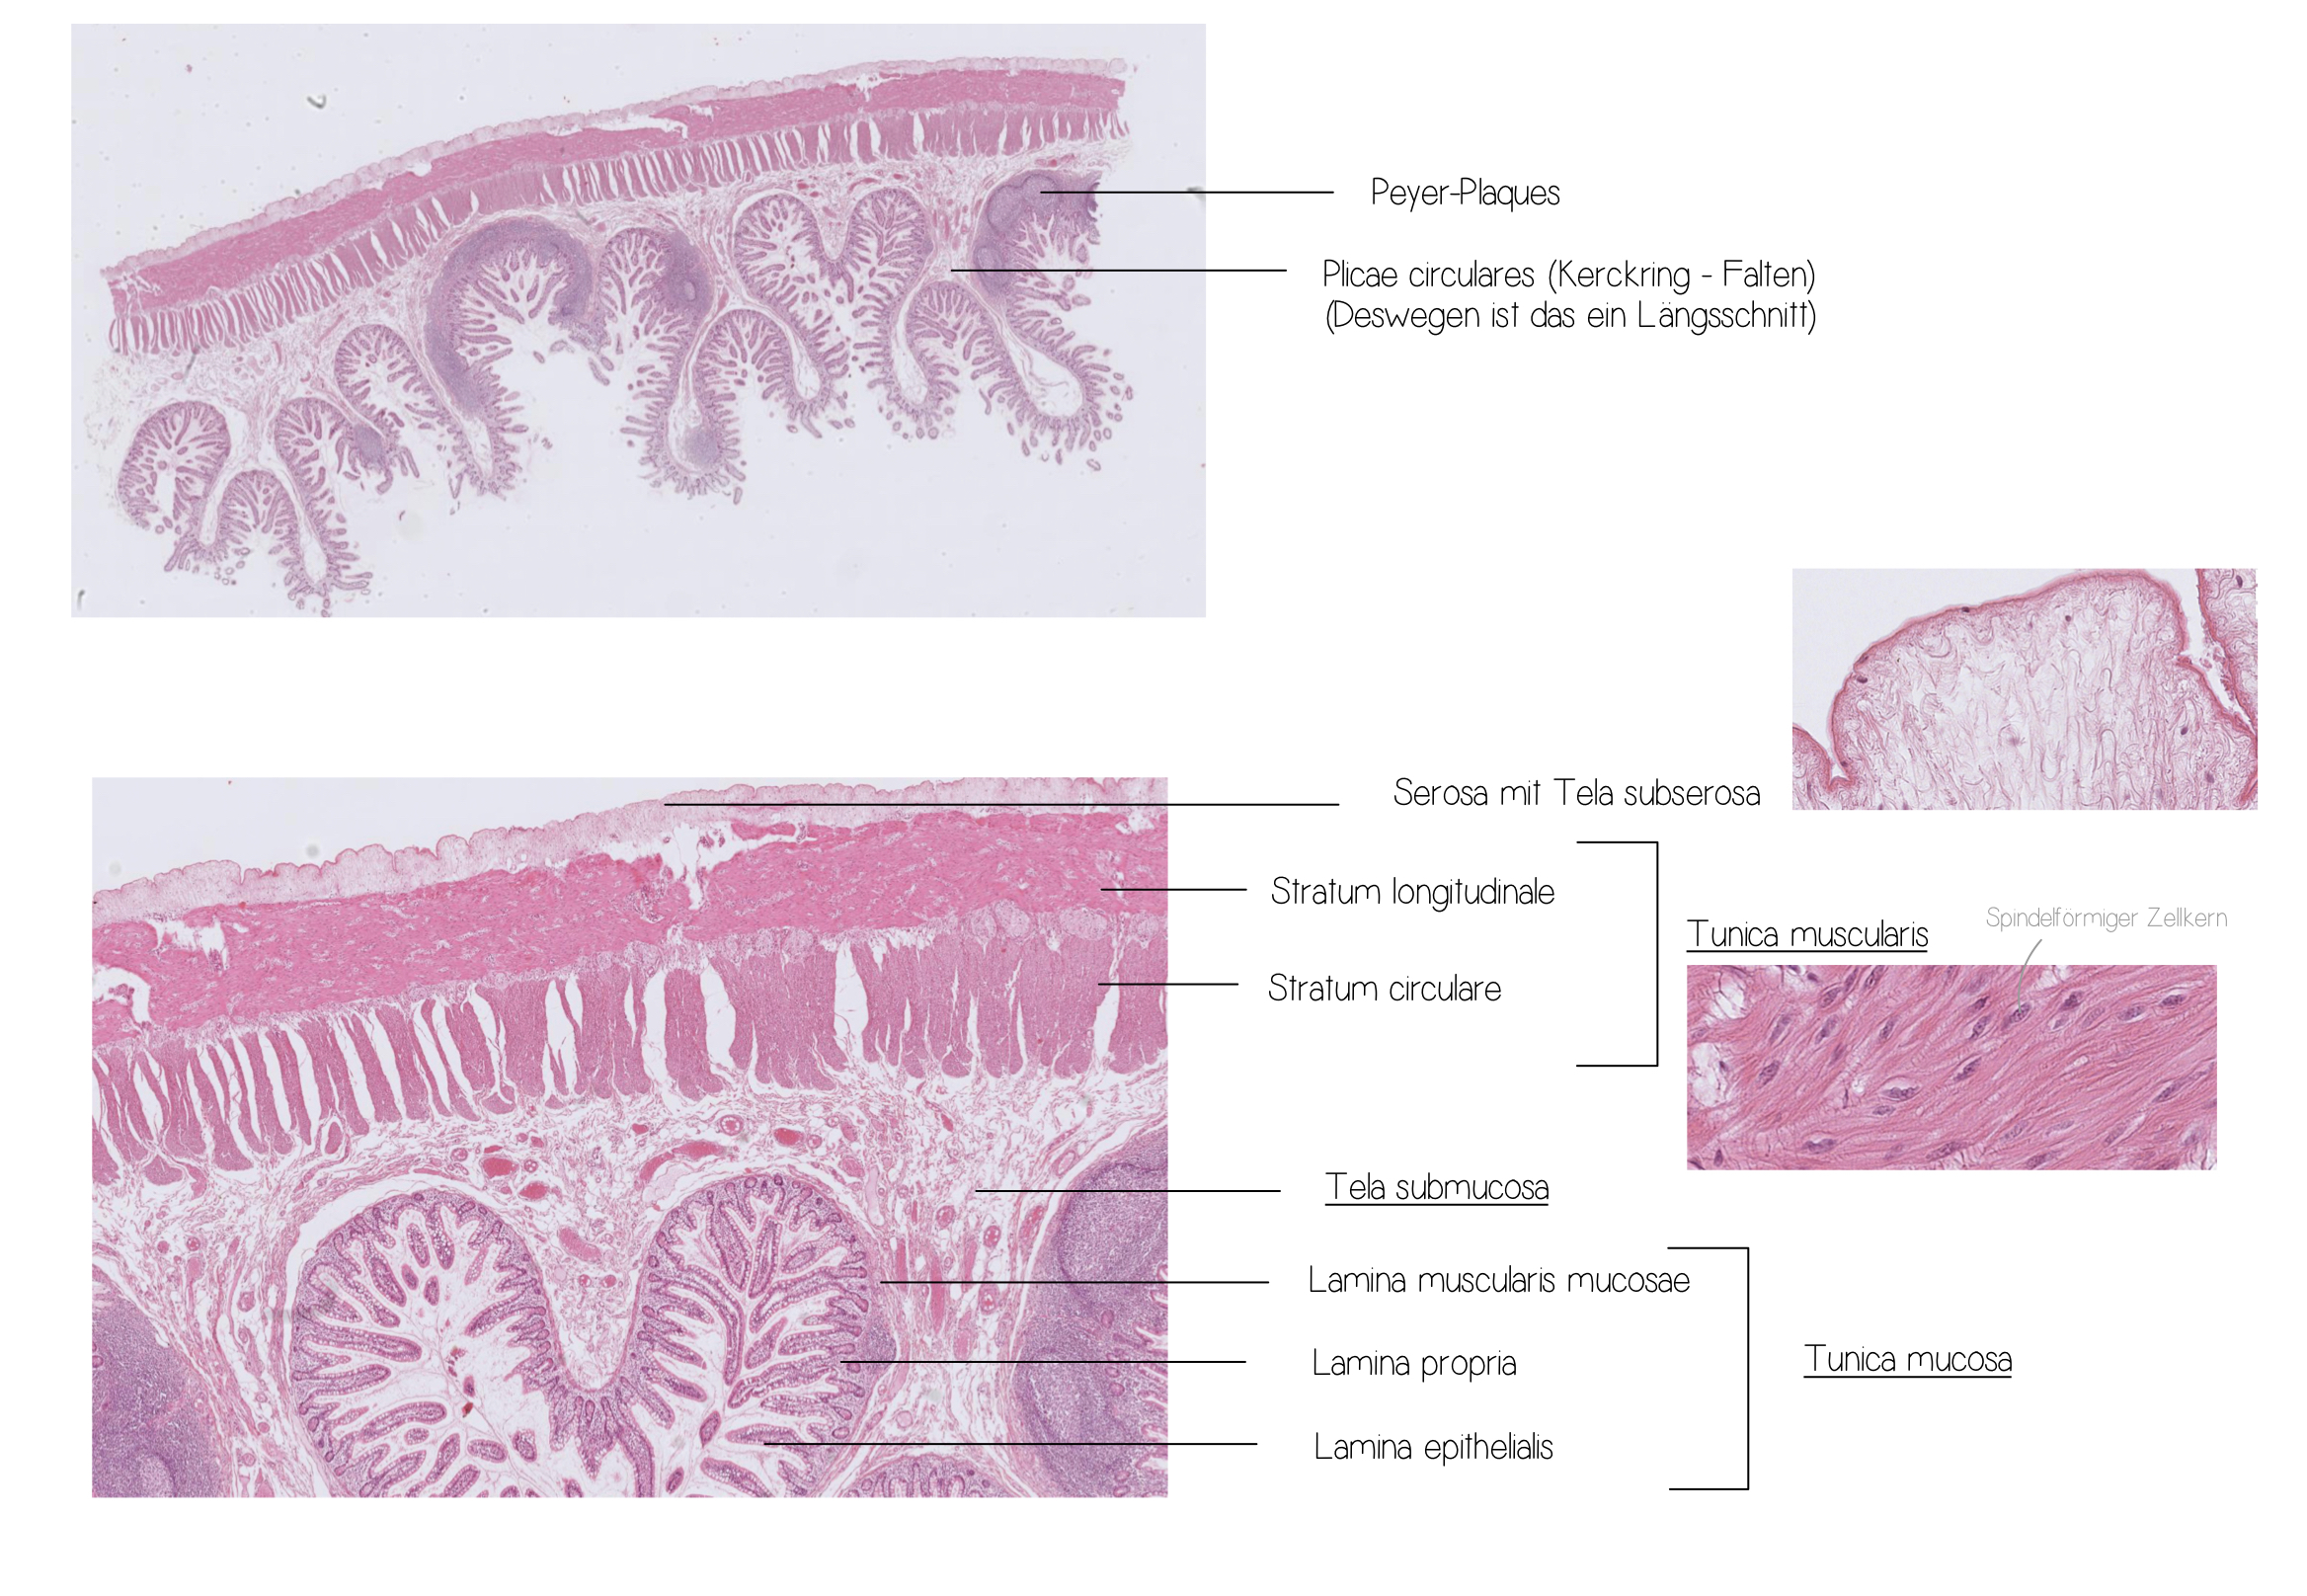 Peyer-Plaques
Plicae circulares (Kerckring - Falten)
(Deswegen ist das ein Längsschnitt)
Serosa mit Tela subserosa
Stratum longitudinale
Tunica muscularis
Spindelförmiger Zellkern
Stratum circulare
Tela submucosa
Lamina muscularis mucosae
Lamina propria
Tunica mucosa
Lamina epithelialis